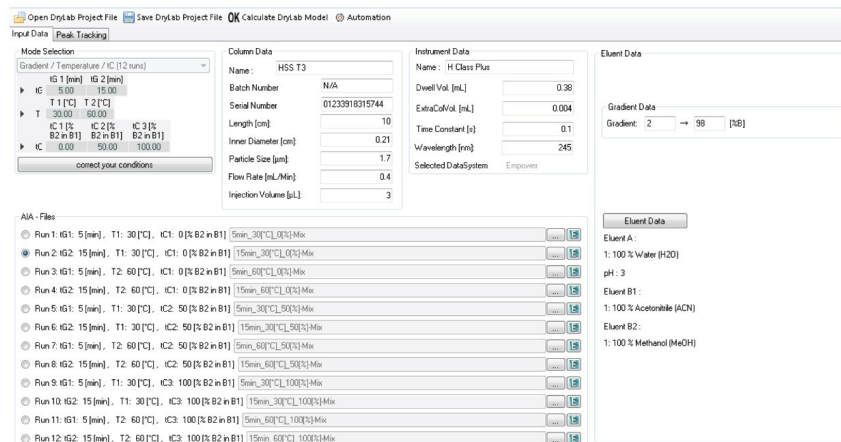 Open DryLab Project File Save DryLab Project File OK Calculate DryLab Model Automation
Input Data Peak Tracking
Mode Selection
Gradient / Temperature / tC (12 runs)
tG 1 [min] tG 2 [min]
tG 5.00 15.00
T 1 [°C] T 2 [°C]
T 30.00 60.00
tC 1 [% tC 2 [% tC 3 [%
B2 in B1] B2 in B1] B2 in B1]
tC 0.00 50.00 100.00
correct your conditions
Column Data
Name : HSS T3
Batch Number N/A
Serial Number 01233918315744
Length [cm]: 10
Inner Diameter [cm]: 0.21
Particle Size [µm]: 1.7
Flow Rate [mL/Min]: 0.4
Injection Volume [µL]: 3
Instrument Data
Name : H Class Plus
Dwell Vol. [mL] 0.38
ExtraColVol. [mL] 0.004
Time Constant [s]: 0.1
Wavelength [nm]: 245
Selected DataSystem Empower
Eluent Data
Gradient Data
Gradient: 2 → 98 [%B]
Eluent Data
Eluent A :
1: 100 % Water (H2O)
pH : 3
Eluent B1 :
1: 100 % Acetonitrile (ACN)
Eluent B2 :
1: 100 % Methanol (MeOH)
AIA - Files
Run 1: tG1: 5 [min] , T1: 30 [°C] , tC1: 0 [% B2 in B1] 5min_30[°C]_0[%]-Mix ...
Run 2: tG2: 15 [min] , T1: 30 [°C] , tC1: 0 [% B2 in B1] 15min_30[°C]_0[%]-Mix ...
Run 3: tG1: 5 [min] , T2: 60 [°C] , tC1: 0 [% B2 in B1] 5min_60[°C]_0[%]-Mix ...
Run 4: tG2: 15 [min] , T2: 60 [°C] , tC1: 0 [% B2 in B1] 15min_60[°C]_0[%]-Mix ...
Run 5: tG1: 5 [min] , T1: 30 [°C] , tC2: 50 [% B2 in B1] 5min_30[°C]_50[%]-Mix ...
Run 6: tG2: 15 [min] , T1: 30 [°C] , tC2: 50 [% B2 in B1] 15min_30[°C]_50[%]-Mix ...
Run 7: tG1: 5 [min] , T2: 60 [°C] , tC2: 50 [% B2 in B1] 5min_60[°C]_50[%]-Mix ...
Run 8: tG2: 15 [min] , T2: 60 [°C] , tC2: 50 [% B2 in B1] 15min_60[°C]_50[%]-Mix ...
Run 9: tG1: 5 [min] , T1: 30 [°C] , tC3: 100 [% B2 in B1] 5min_30[°C]_100[%]-Mix ...
Run 10: tG2: 15 [min] , T1: 30 [°C] , tC3: 100 [% B2 in B1] 15min_30[°C]_100[%]-Mix ...
Run 11: tG1: 5 [min] , T2: 60 [°C] , tC3: 100 [% B2 in B1] 5min_60[°C]_100[%]-Mix ...
Run 12: tG2: 15 [min] , T2: 60 [°C] , tC3: 100 [% B2 in B1] 15min_60[°C]_100[%]-Mix ...